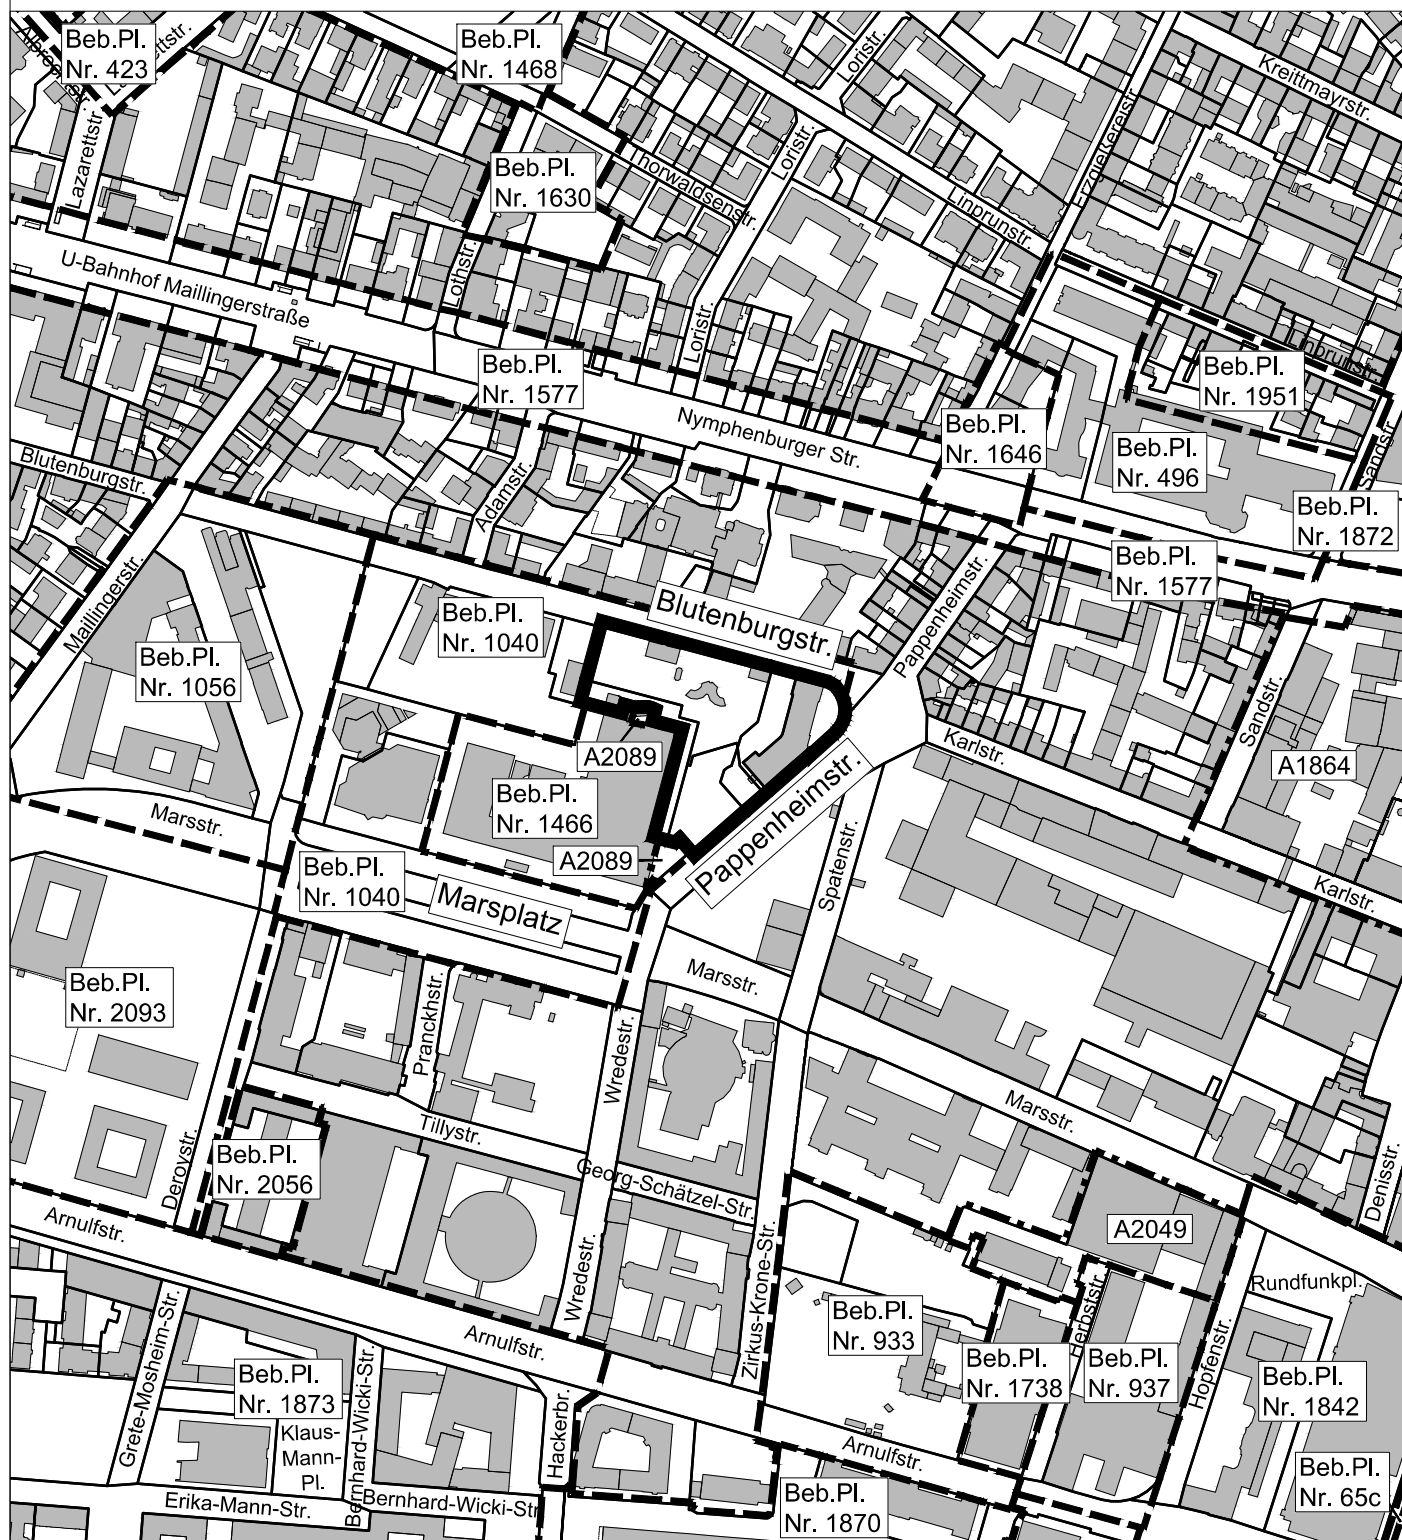 Beb.Pl.
Nr. 423
Beb.Pl.
Nr. 1468
Loristr.
Kreittmayrstr.
Lazarettstr.
Beb.Pl.
Nr. 1630
Thorwaldsenstr.
Loristr.
Erzgießereistr.
Linprunstr.
U-Bahnhof Maillingerstraße
Lothstr.
Loristr.
Linprunstr.
Beb.Pl.
Nr. 1577
Beb.Pl.
Nr. 1951
Nymphenburger Str.
Beb.Pl.
Nr. 1646
Beb.Pl.
Nr. 496
Sandstr.
Blutenburgstr.
Adamstr.
Beb.Pl.
Nr. 1872
Beb.Pl.
Nr. 1577
Maillingerstr.
Beb.Pl.
Nr. 1040
Blutenburgstr.
Pappenheimstr.
Beb.Pl.
Nr. 1056
Sandstr.
A2089
Karlstr.
A1864
Beb.Pl.
Nr. 1466
Marsstr.
Pappenheimstr.
A2089
Spatenstr.
Beb.Pl.
Nr. 1040
Marsplatz
Karlstr.
Beb.Pl.
Nr. 2093
Pranckhstr.
Marsstr.
Wredestr.
Marsstr.
Tillystr.
Beb.Pl.
Nr. 2056
Deroystr.
Georg-Schätzel-Str.
Denisstr.
Arnulfstr.
A2049
Wredestr.
Zirkus-Krone-Str.
Rundfunkpl.
Beb.Pl.
Nr. 933
Herbststr.
Arnulfstr.
Grete-Mosheim-Str.
Beb.Pl.
Nr. 1738
Beb.Pl.
Nr. 937
Hopfenstr.
Beb.Pl.
Nr. 1842
Beb.Pl.
Nr. 1873
Bernhard-Wicki-Str.
Hackerbr.
Klaus-
Mann-
Pl.
Arnulfstr.
Beb.Pl.
Nr. 65c
Erika-Mann-Str.
Bernhard-Wicki-Str
Beb.Pl.
Nr. 1870